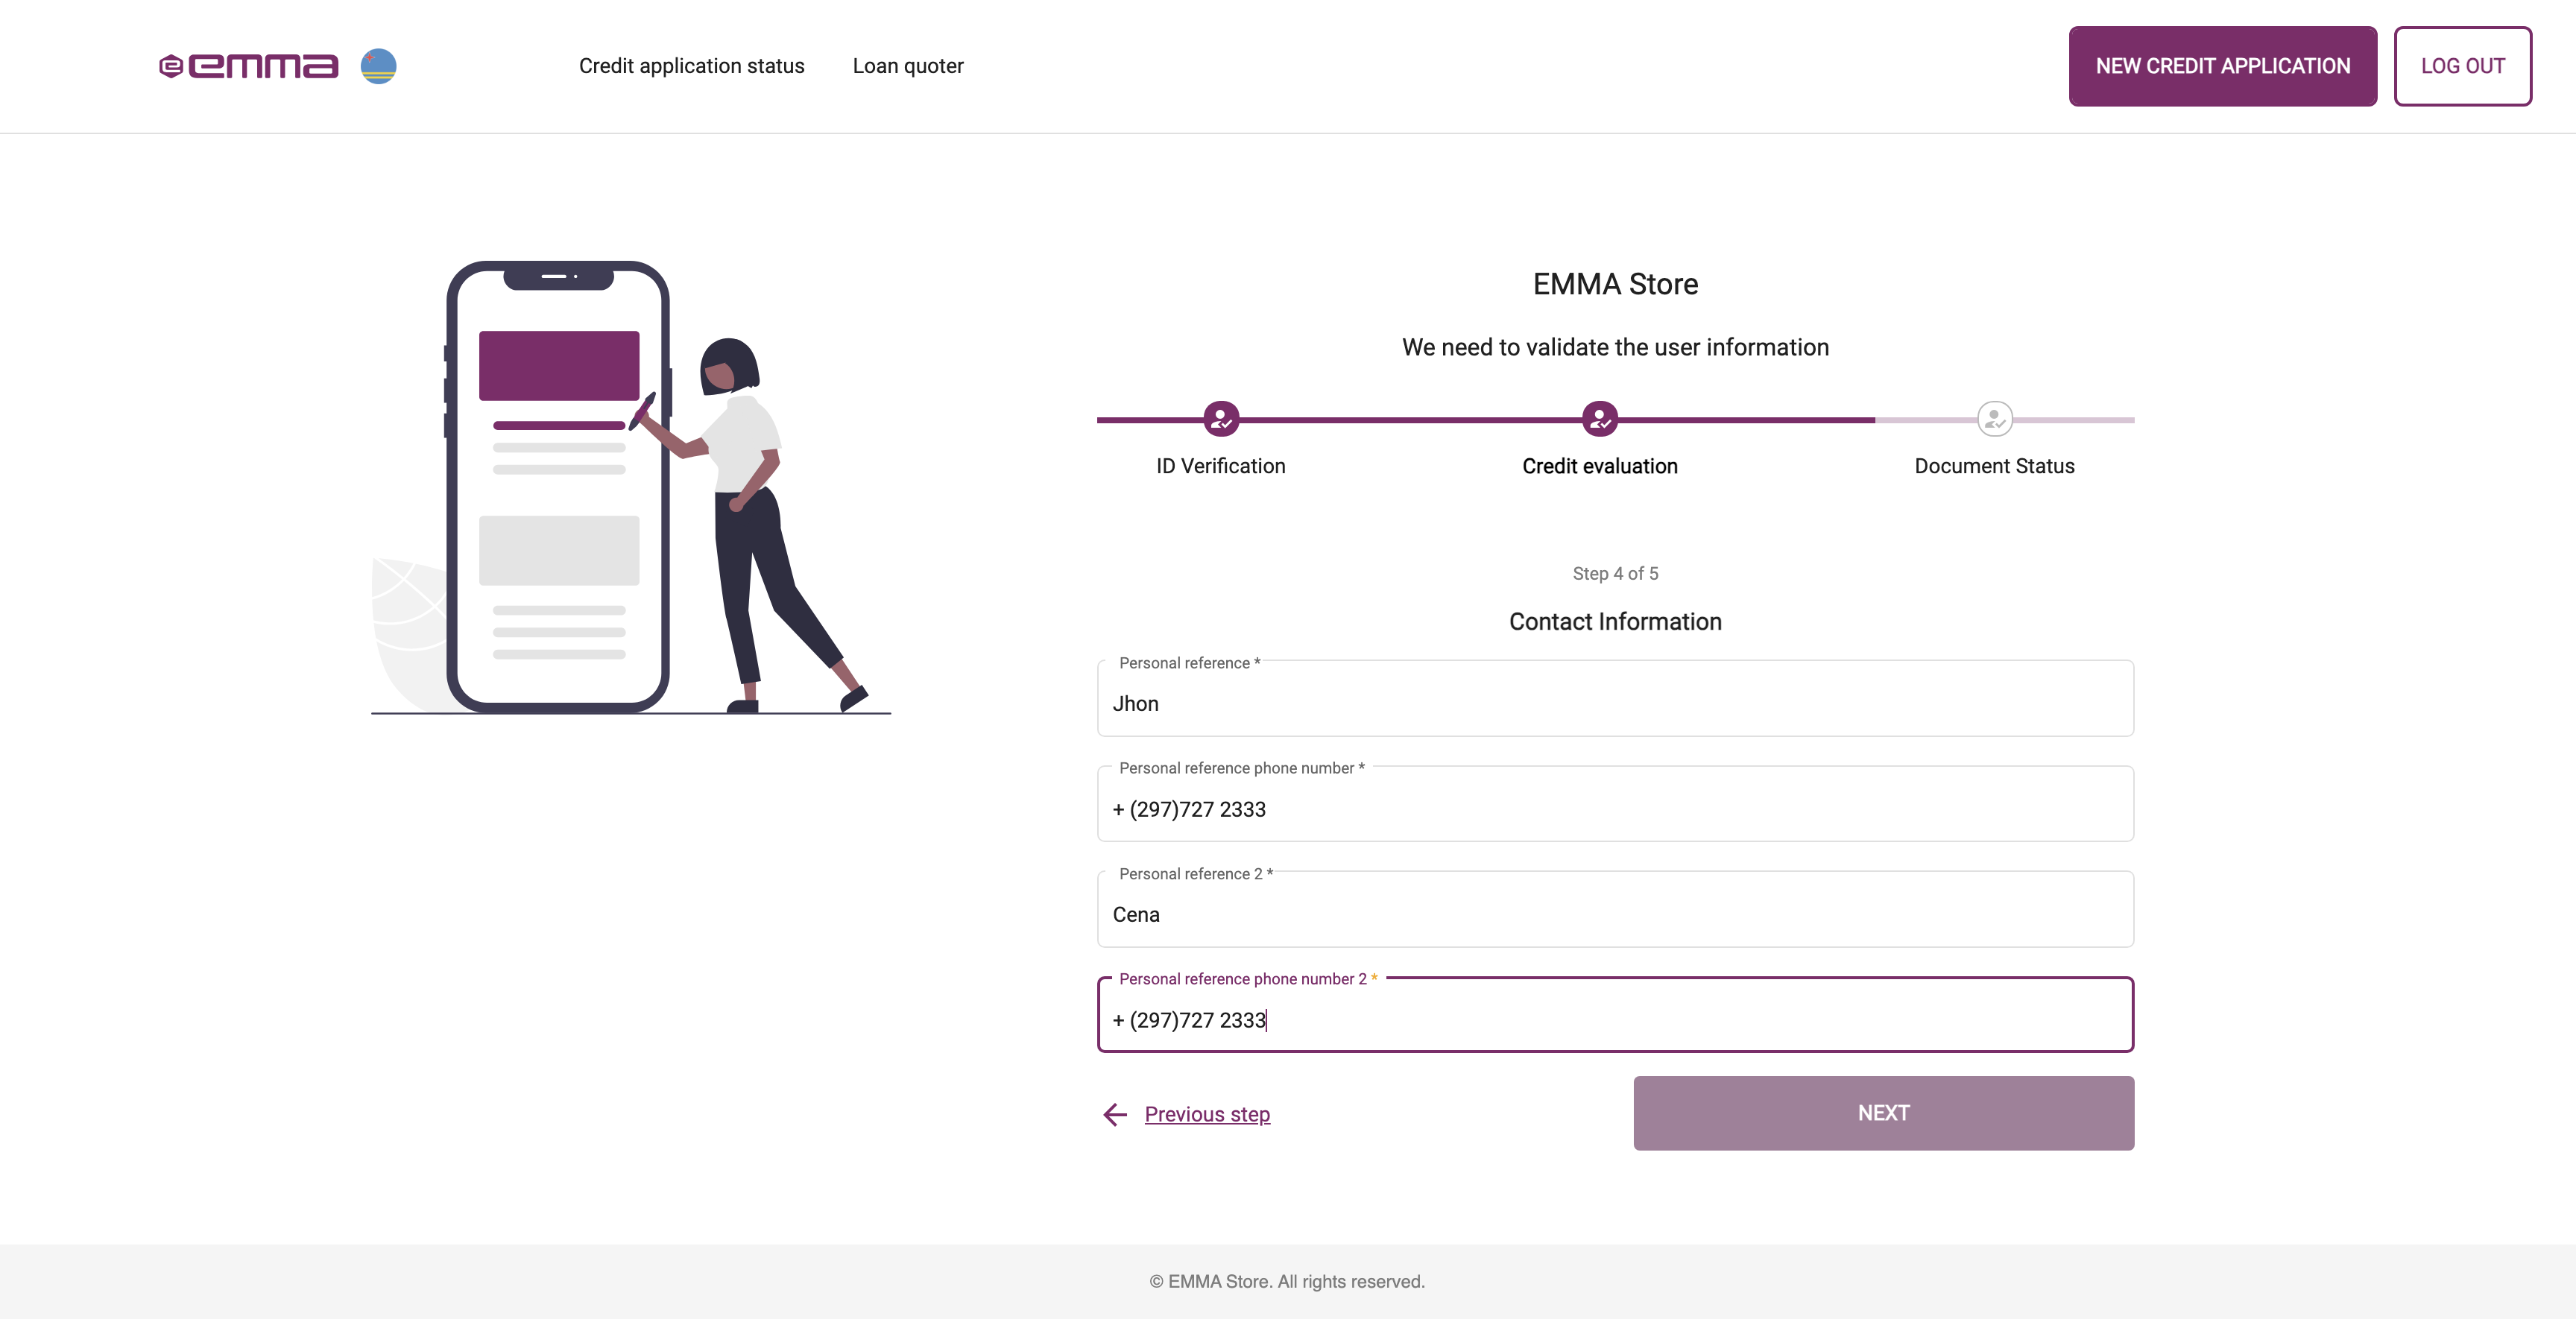 emma
Credit application status
Loan quoter
NEW CREDIT APPLICATION
LOG OUT
EMMA Store
We need to validate the user information
ID Verification
Credit evaluation
Document Status
Step 4 of 5
Contact Information
Personal reference *
Jhon
Personal reference phone number *
+ (297)727 2333
Personal reference 2 *
Cena
Personal reference phone number 2 *
+ (297)727 2333
Previous step
NEXT
© EMMA Store. All rights reserved.